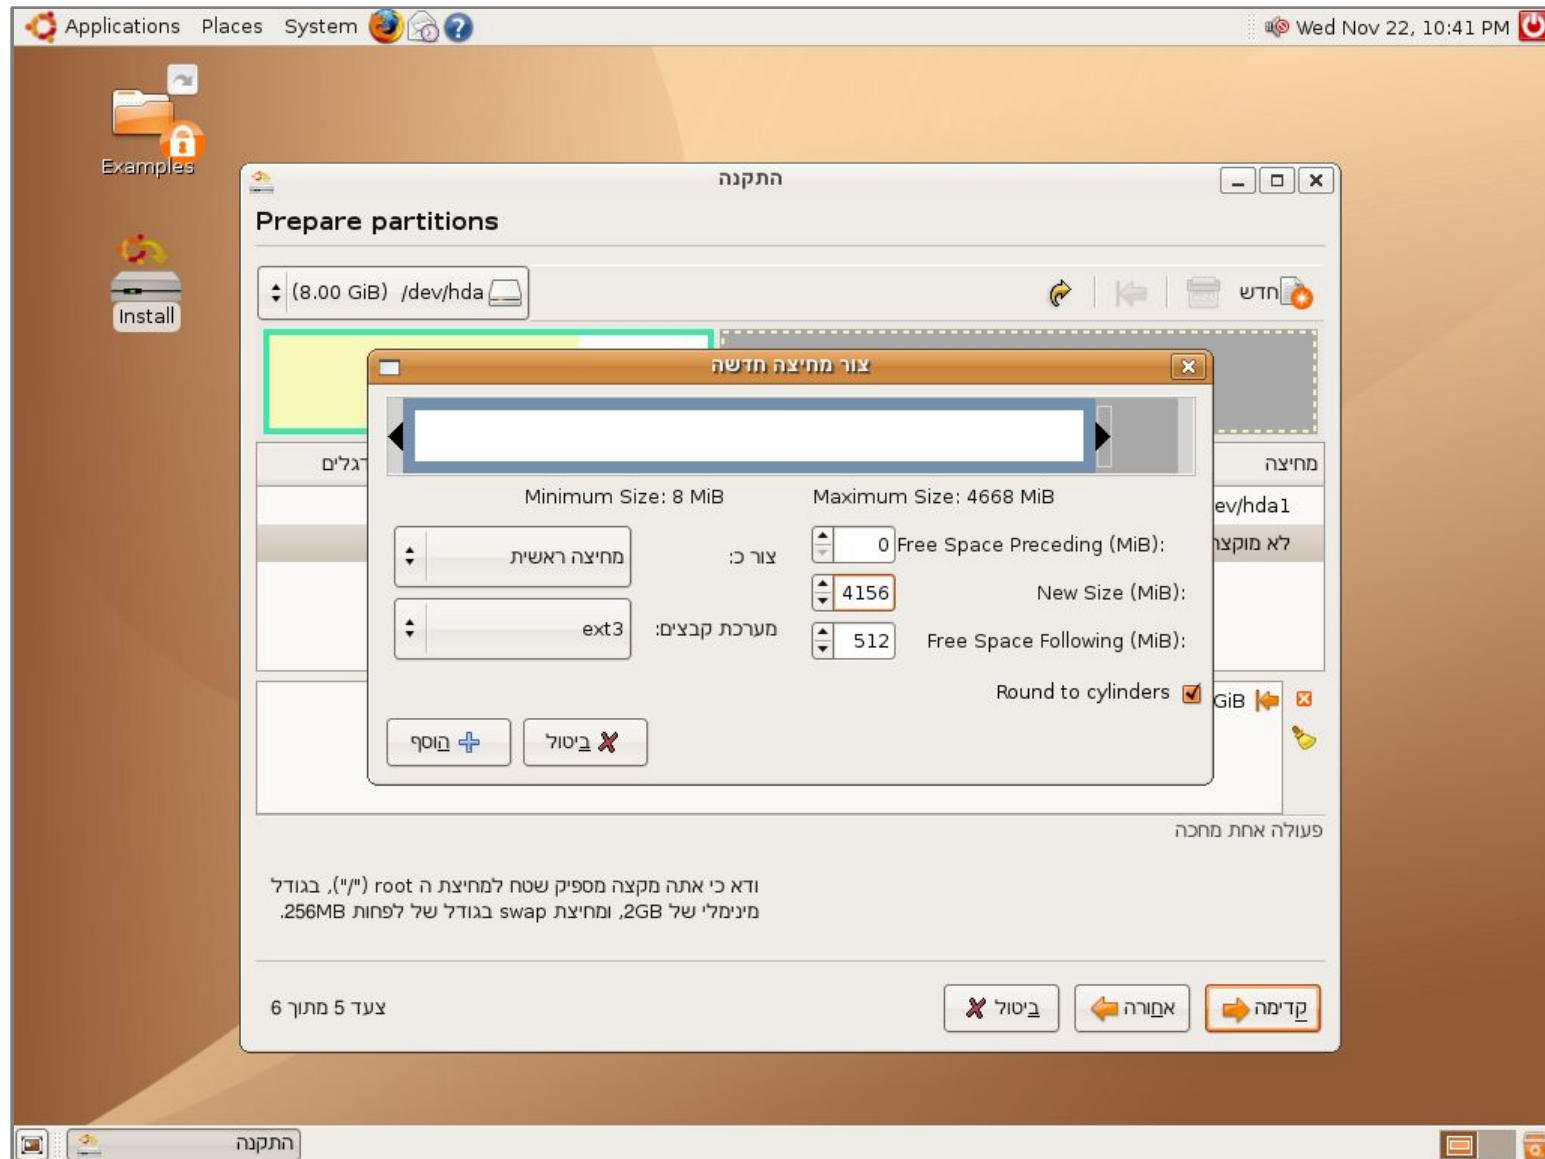 Applications Places System
Wed Nov 22, 10:41 PM
Examples
Install
התקנה
Prepare partitions
(8.00 GiB) /dev/hda
חדש
צור מחיצה חדשה
מחיצה
דגלים
Minimum Size: 8 MiB Maximum Size: 4668 MiB
ev/hda1
לא מוקצה
צור כ: מחיצה ראשית
Free Space Preceding (MiB): 0
New Size (MiB): 4156
מערכת קבצים: ext3
Free Space Following (MiB): 512
Round to cylinders
GiB
ביטול
הוסף
פעולה אחת מחכה
ודא כי אתה מקצה מספיק שטח למחיצת ה root ("/"), בגודל
מינימלי של 2GB, ומחיצת swap בגודל של לפחות 256MB.
צעד 5 מתוך 6
קדימה
אחורה
ביטול
התקנה